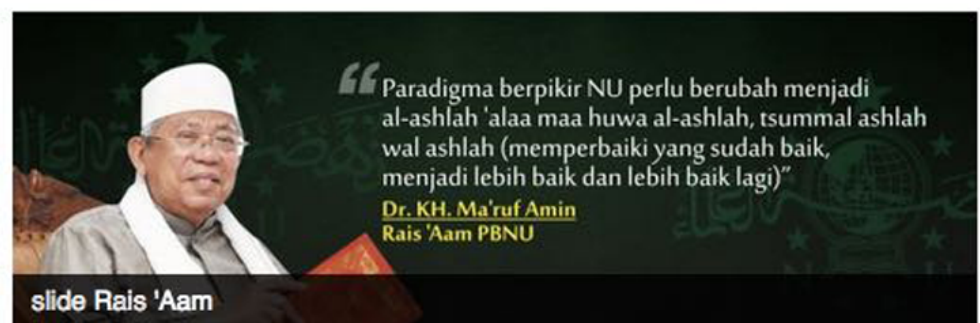 “Paradigma berpikir NU perlu berubah menjadi
al-ashlah 'alaa maa huwa al-ashlah, tsummal ashlah
wal ashlah (memperbaiki yang sudah baik,
menjadi lebih baik dan lebih baik lagi)”
Dr. KH. Ma'ruf Amin
Rais 'Aam PBNU
slide Rais 'Aam